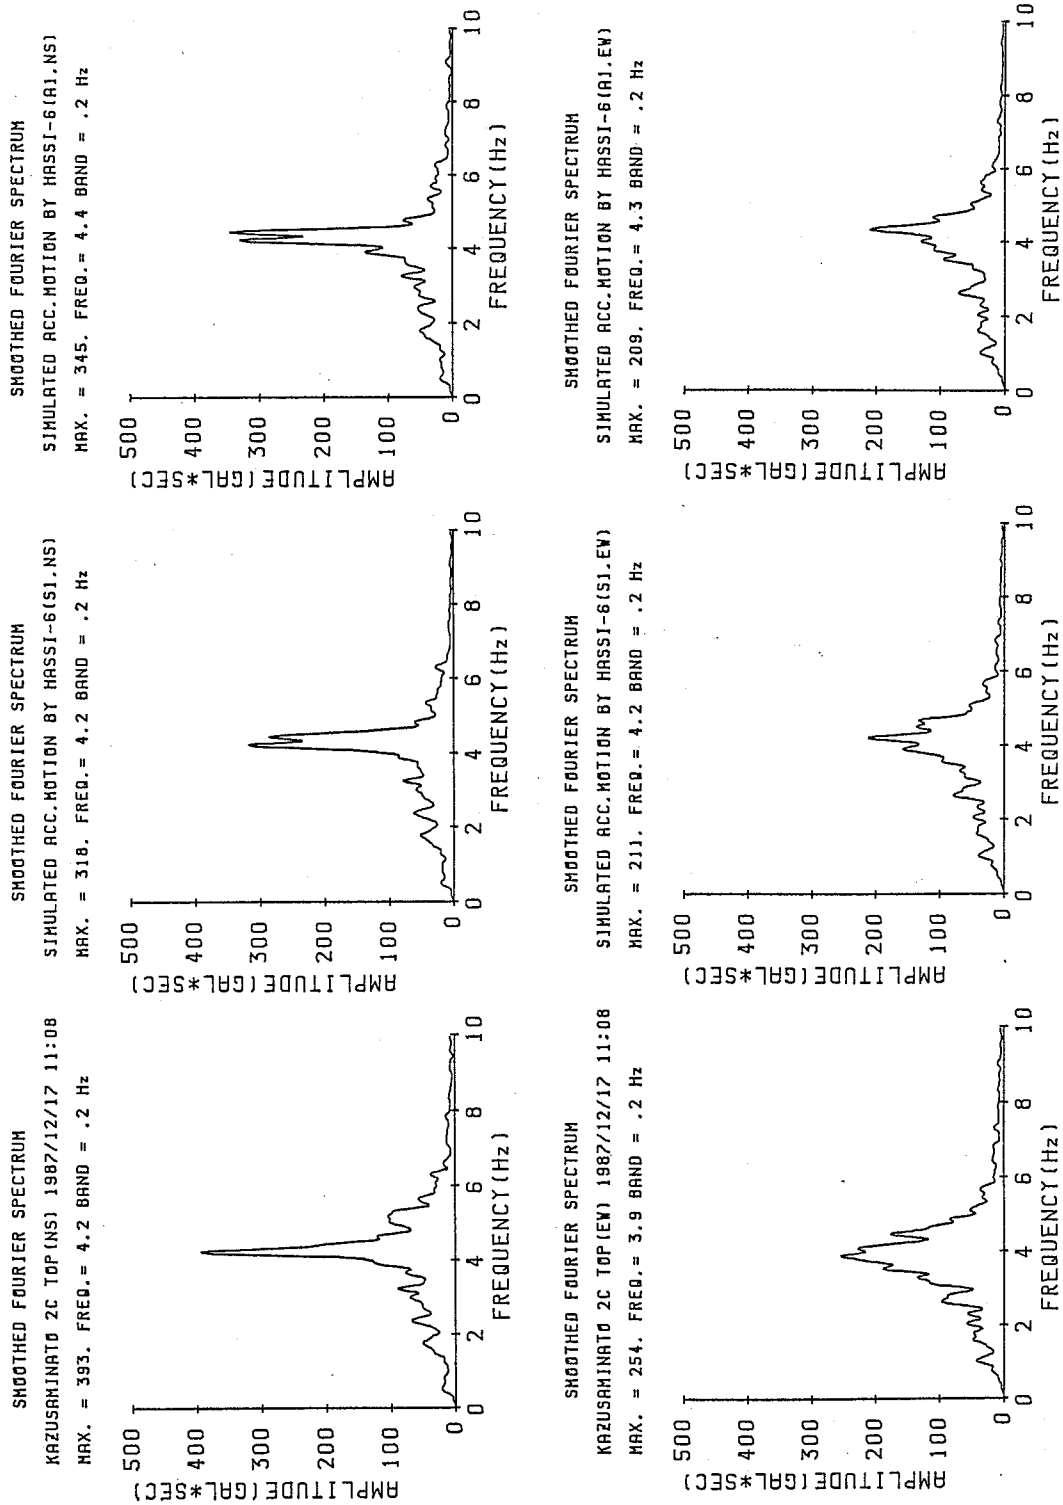 SMOOTHED FOURIER SPECTRUM
KAZUSAMINATO 2C TOP(NS) 1987/12/17 11:08
MAX. = 393. FREQ.= 4.2 BAND = .2 Hz
AMPLITUDE(GAL*SEC)
500
400
300
200
100
0
0 2 4 6 8 10
FREQUENCY(Hz)
SMOOTHED FOURIER SPECTRUM
SIMULATED ACC.MOTION BY HASSI-6(S1.NS)
MAX. = 318. FREQ.= 4.2 BAND = .2 Hz
AMPLITUDE(GAL*SEC)
500
400
300
200
100
0
0 2 4 6 8 10
FREQUENCY(Hz)
SMOOTHED FOURIER SPECTRUM
SIMULATED ACC.MOTION BY HASSI-6(A1.NS)
MAX. = 345. FREQ.= 4.4 BAND = .2 Hz
AMPLITUDE(GAL*SEC)
500
400
300
200
100
0
0 2 4 6 8 10
FREQUENCY(Hz)
SMOOTHED FOURIER SPECTRUM
KAZUSAMINATO 2C TOP(EW) 1987/12/17 11:08
MAX. = 254. FREQ.= 3.9 BAND = .2 Hz
AMPLITUDE(GAL*SEC)
500
400
300
200
100
0
0 2 4 6 8 10
FREQUENCY(Hz)
SMOOTHED FOURIER SPECTRUM
SIMULATED ACC.MOTION BY HASSI-6(S1.EW)
MAX. = 211. FREQ.= 4.2 BAND = .2 Hz
AMPLITUDE(GAL*SEC)
500
400
300
200
100
0
0 2 4 6 8 10
FREQUENCY(Hz)
SMOOTHED FOURIER SPECTRUM
SIMULATED ACC.MOTION BY HASSI-6(A1.EW)
MAX. = 209. FREQ.= 4.3 BAND = .2 Hz
AMPLITUDE(GAL*SEC)
500
400
300
200
100
0
0 2 4 6 8 10
FREQUENCY(Hz)